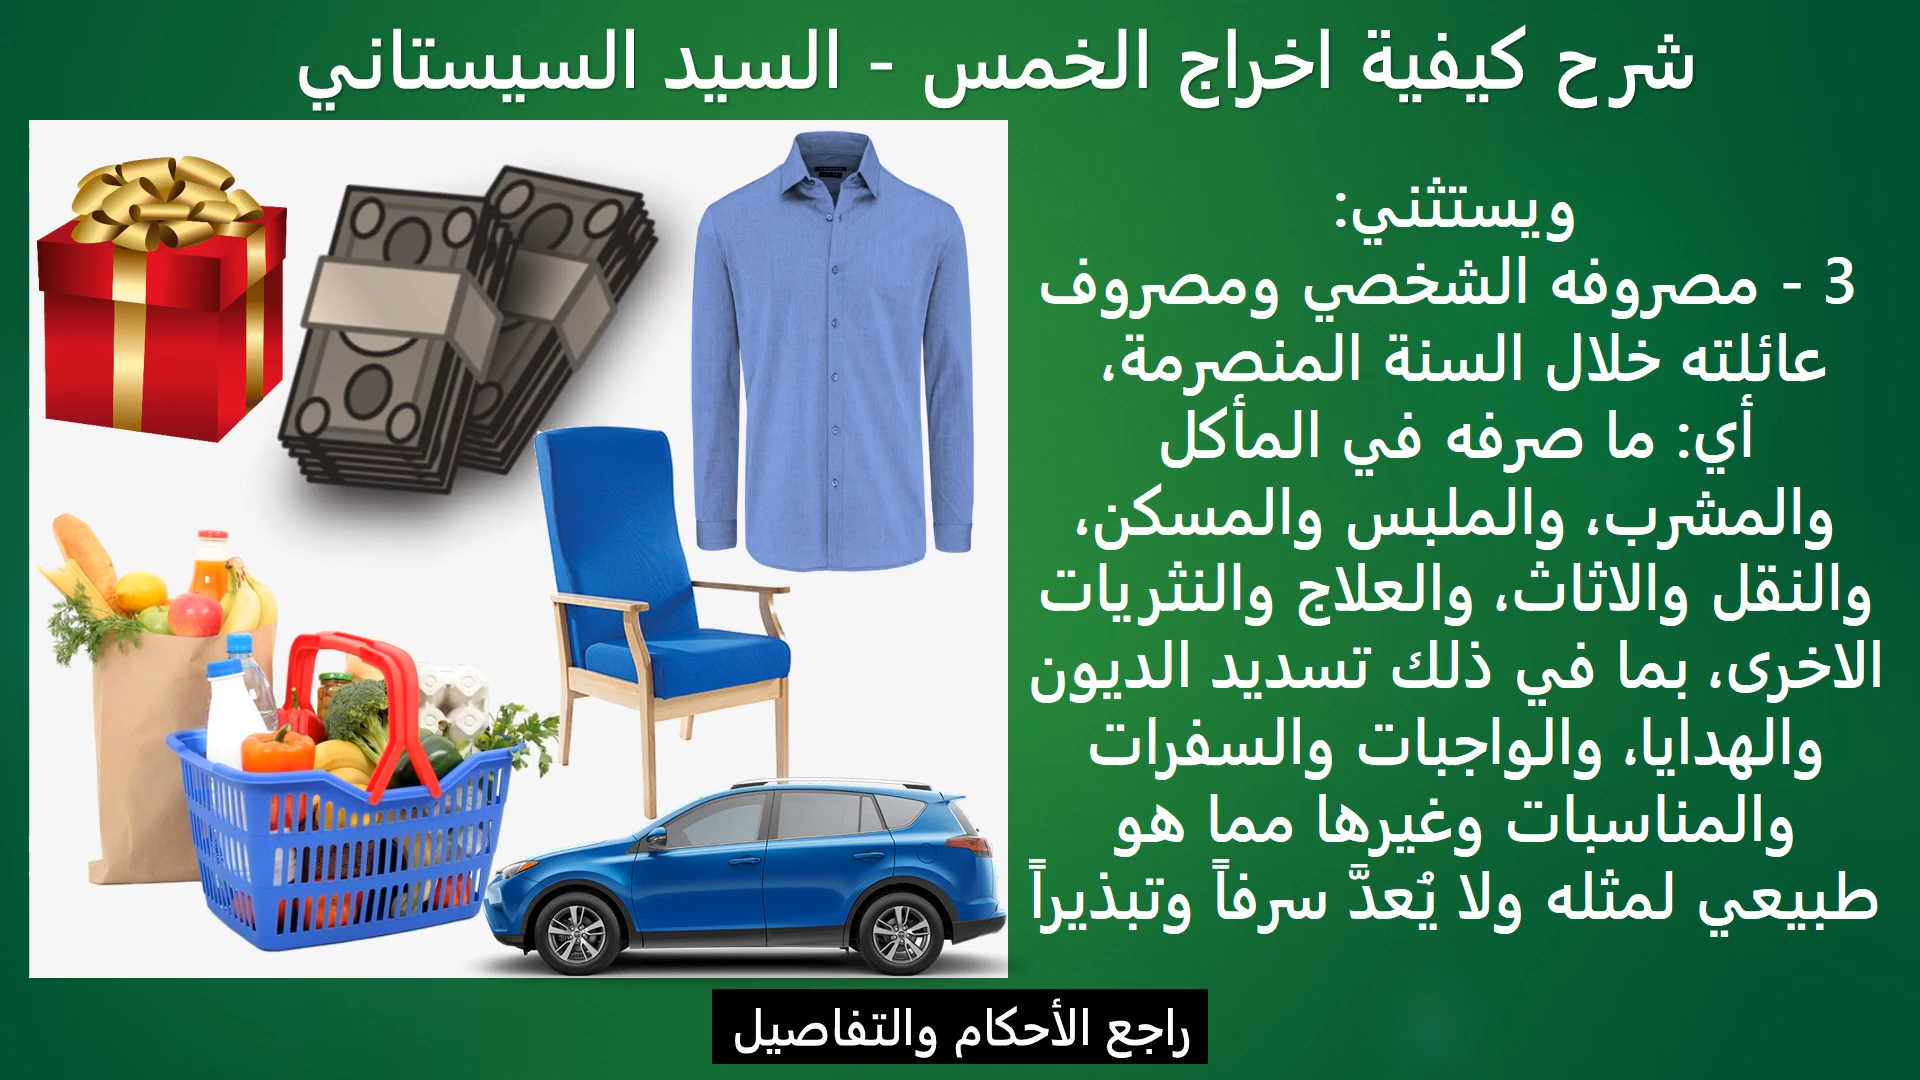 شرح كيفية اخراج الخمس - السيد السيستاني
ويستثني:
3 - مصروفه الشخصي ومصروف
عائلته خلال السنة المنصرمة،
أي: ما صرفه في المأكل
والمشرب، والملبس والمسكن،
والنقل والاثاث، والعلاج والنثريات
الاخرى، بما في ذلك تسديد الديون
والهدايا، والواجبات والسفرات
والمناسبات وغيرها مما هو
طبيعي لمثله ولا يُعدَّ سرفاً وتبذيراً
راجع الأحكام والتفاصيل